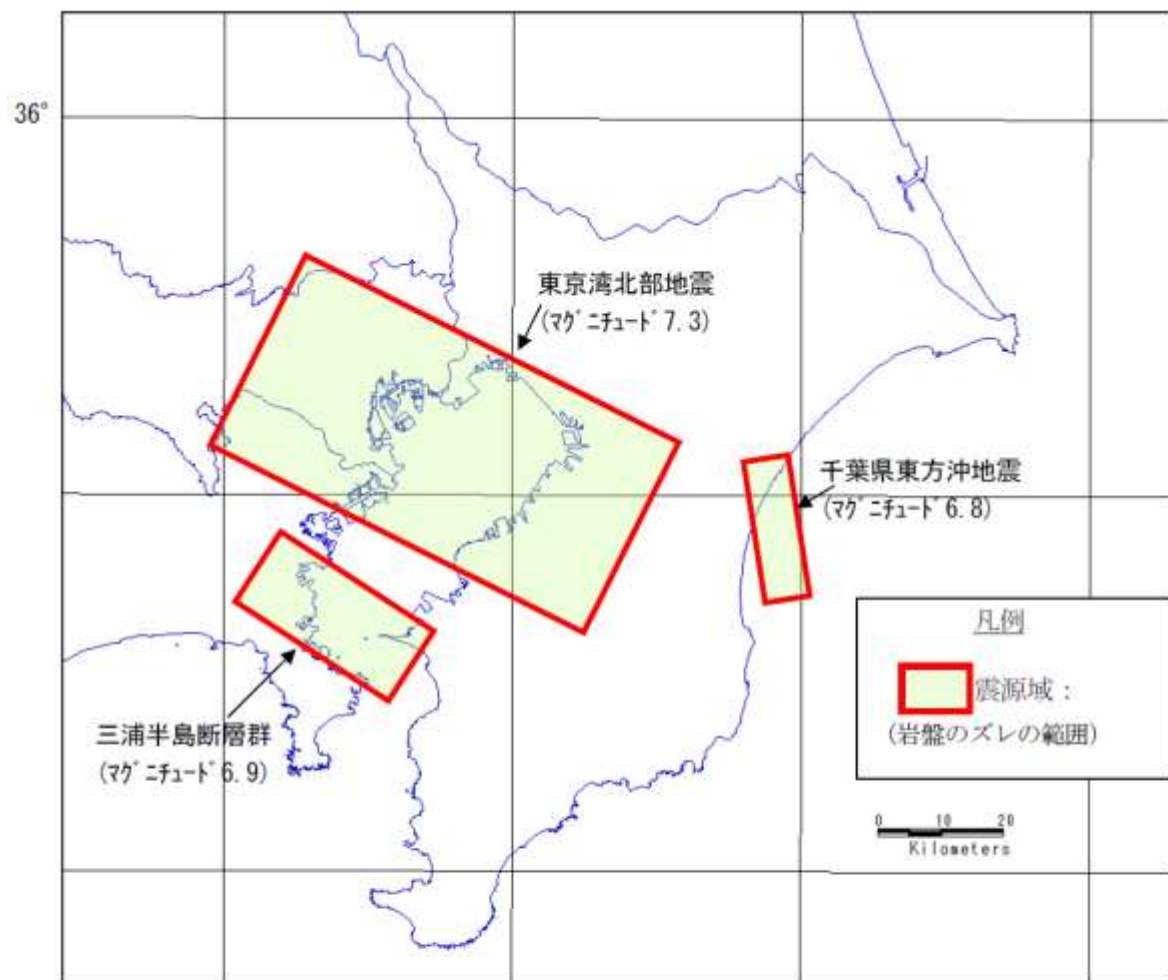 36°
東京湾北部地震
(マグニチュード7.3)
千葉県東方沖地震
(マグニチュード6.8)
三浦半島断層群
(マグニチュード6.9)
凡例
震源域：
(岩盤のズレの範囲)
0 10 20
Kilometers